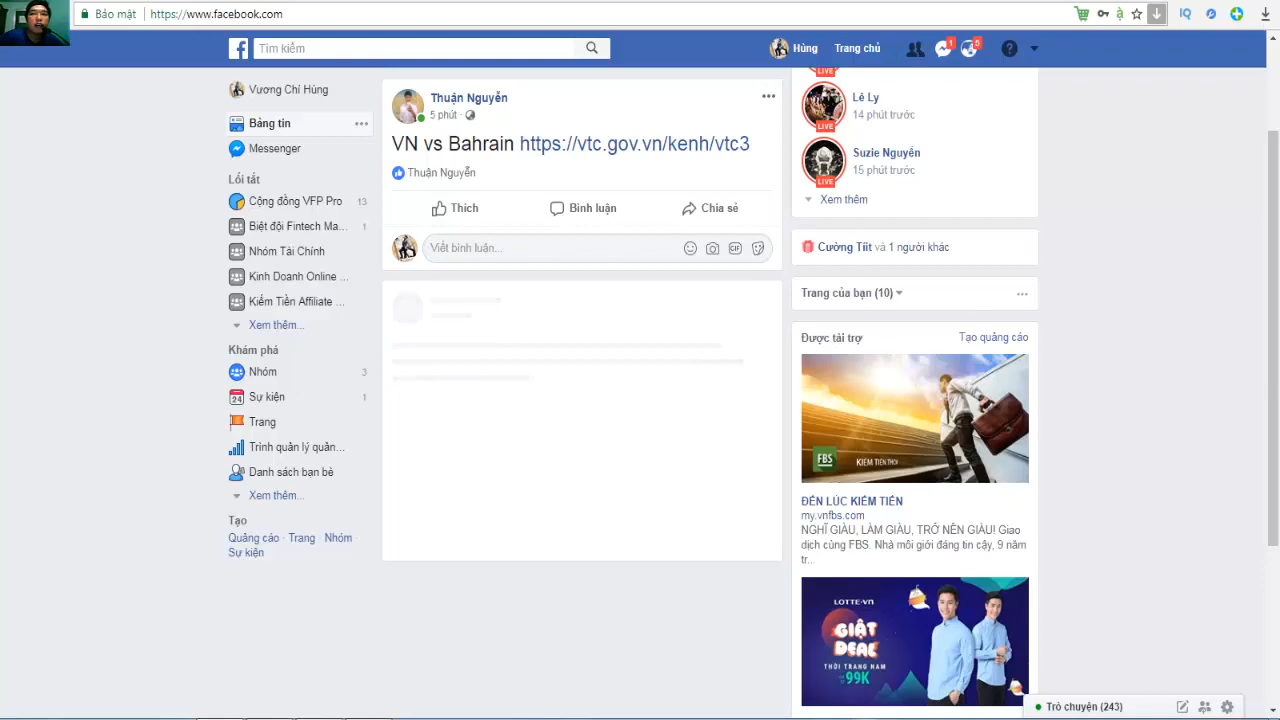 Bảo mật
https://www.facebook.com
IQ
f
Tìm kiếm
Hùng
Trang chủ
1
5
?
Vương Chí Hùng
Bảng tin
Messenger
Lối tắt
Cộng đồng VFP Pro 13
Biệt đội Fintech Ma... 1
Nhóm Tài Chính
Kinh Doanh Online ...
Kiếm Tiền Affiliate ...
Xem thêm...
Khám phá
Nhóm 3
24 Sự kiện 1
Trang
Trình quản lý quản...
Danh sách bạn bè
Xem thêm...
Tạo
Quảng cáo · Trang · Nhóm ·
Sự kiện
Thuận Nguyễn
5 phút ·
VN vs Bahrain https://vtc.gov.vn/kenh/vtc3
Thuận Nguyễn
Thích
Bình luận
Chia sẻ
Viết bình luận...
GIF
LIVE
Lê Ly
14 phút trước
LIVE
Suzie Nguyễn
15 phút trước
LIVE
Xem thêm
Cường Tiit và 1 người khác
Trang của bạn (10)
Được tài trợ
Tạo quảng cáo
FBS
KIẾM TIỀN THÔI
ĐẾN LÚC KIẾM TIỀN
my.vnfbs.com
NGHĨ GIÀU, LÀM GIÀU, TRỞ NÊN GIÀU! Giao
dịch cùng FBS. Nhà môi giới đáng tin cậy, 9 năm
tr...
LOTTE.VN
GIẬT
DEAL
THỜI TRANG NAM
99K
Trò chuyện (243)